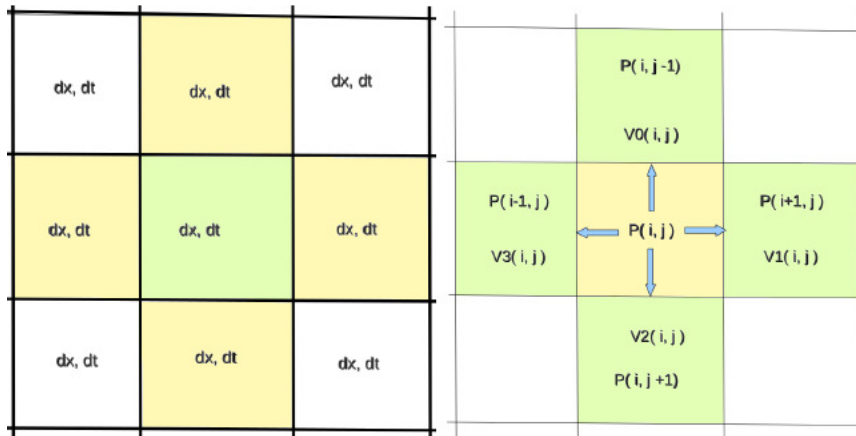 dx, dt
dx, dt
dx, dt
dx, dt
dx, dt
dx, dt
dx, dt
dx, dt
dx, dt
P( i, j -1)
V0( i, j)
P( i-1, j)
P( i, j)
P( i+1, j)
V3( i, j)
V1( i, j)
V2( i, j)
P( i, j +1)